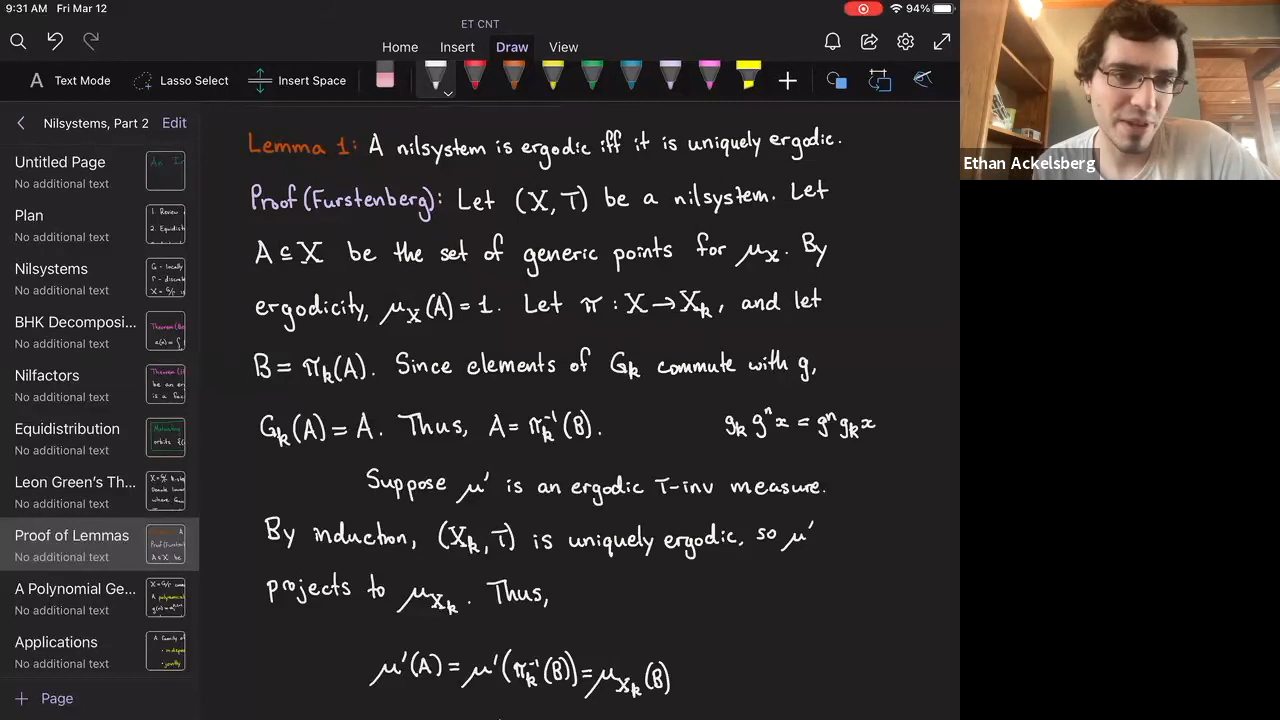 9:31 AM Fri Mar 12
94%
ET CNT
Home Insert Draw View
Text Mode Lasso Select Insert Space
Nilsystems, Part 2 Edit
Untitled Page
No additional text
Plan
No additional text
Nilsystems
No additional text
BHK Decomposi...
No additional text
Nilfactors
No additional text
Equidistribution
No additional text
Leon Green's Th...
No additional text
Proof of Lemmas
No additional text
A Polynomial Ge...
No additional text
Applications
No additional text
Page
Lemma 1: A nilsystem is ergodic iff it is uniquely ergodic.
Proof (Furstenberg): Let (X, T) be a nilsystem. Let
A ⊆ X be the set of generic points for μ_X. By
ergodicity, μ_X(A) = 1. Let π : X → X_k, and let
B = π_k(A). Since elements of G_k commute with g,
G_k(A) = A. Thus, A = π_k^{-1}(B). g_k g^n x = g^n g_k x
Suppose μ' is an ergodic T-inv measure.
By induction, (X_k, T) is uniquely ergodic, so μ'
projects to μ_{X_k}. Thus,
μ'(A) = μ'(π_k^{-1}(B)) = μ_{X_k}(B)
Ethan Ackelsberg